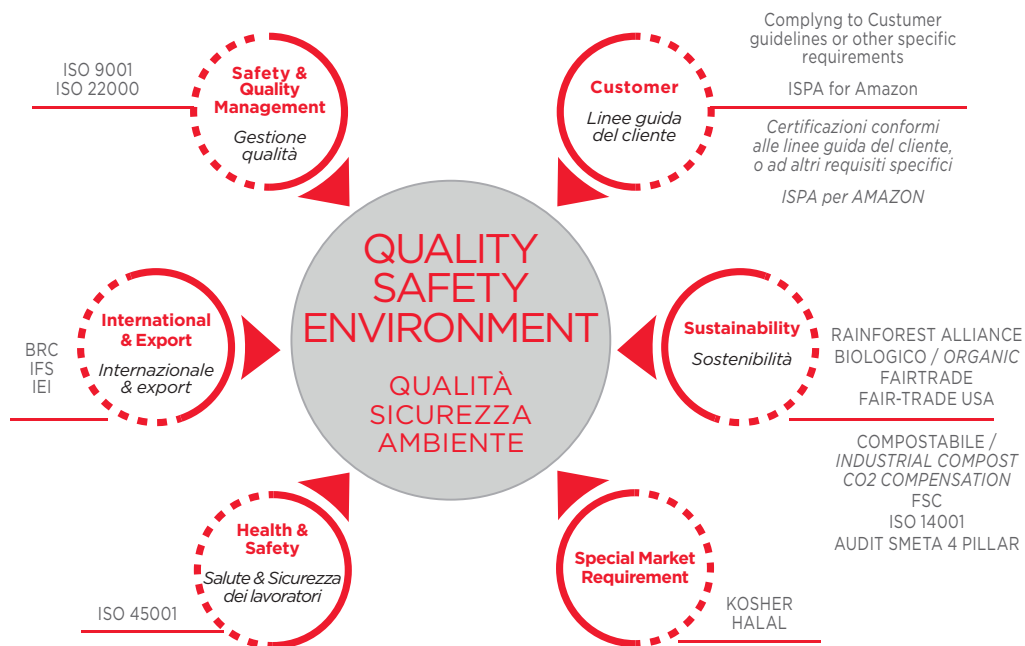 ISO 9001
ISO 22000
Safety &
Quality
Management
Gestione
qualità
Customer
Linee guida
del cliente
Complyng to Custumer
guidelines or other specific
requirements
ISPA for Amazon
Certificazioni conformi
alle linee guida del cliente,
o ad altri requisiti specifici
ISPA per AMAZON
QUALITY
SAFETY
ENVIRONMENT
QUALITÀ
SICUREZZA
AMBIENTE
BRC
IFS
IEI
International
& Export
Internazionale
& export
Sustainability
Sostenibilità
RAINFOREST ALLIANCE
BIOLOGICO / ORGANIC
FAIRTRADE
FAIR-TRADE USA
COMPOSTABILE /
INDUSTRIAL COMPOST
CO2 COMPENSATION
FSC
ISO 14001
AUDIT SMETA 4 PILLAR
ISO 45001
Health &
Safety
Salute & Sicurezza
dei lavoratori
Special Market
Requirement
KOSHER
HALAL